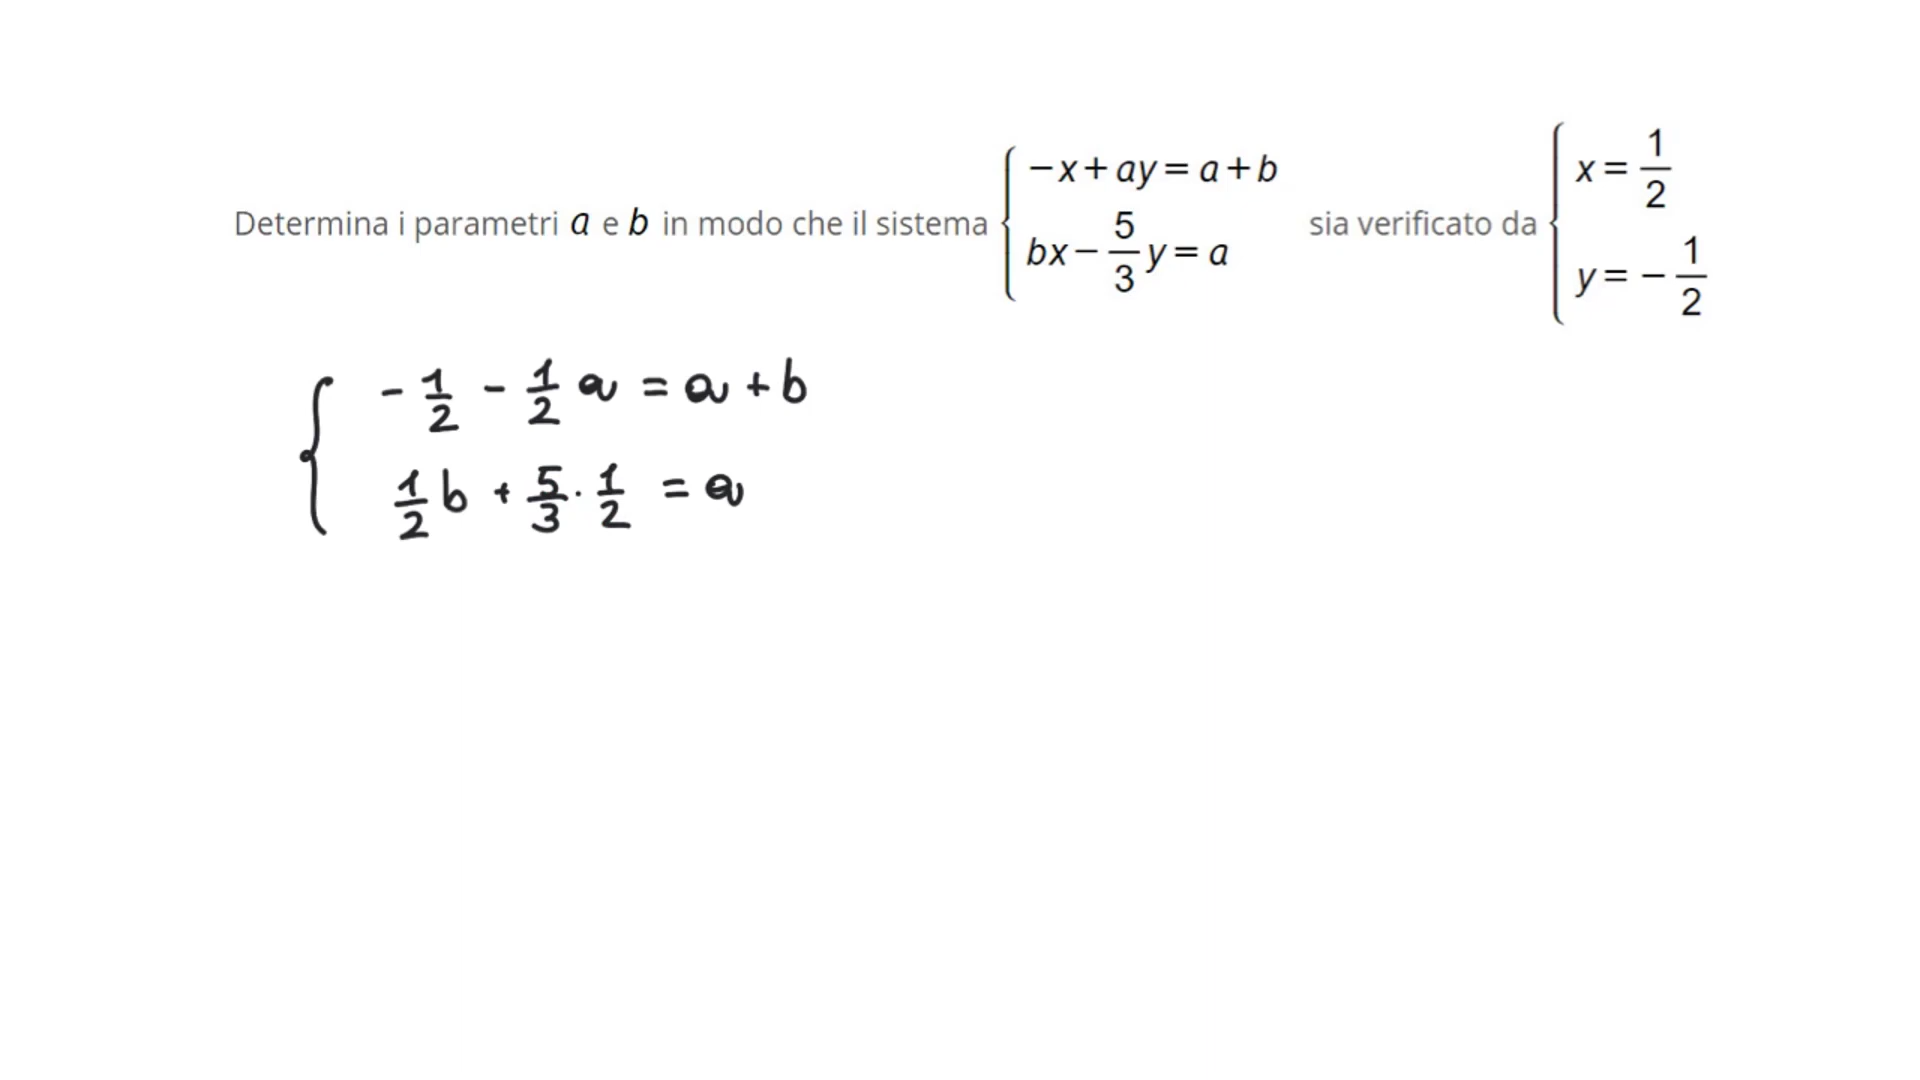 Determina i parametri a e b in modo che il sistema { −x + ay = a + b sia verificato da { x = 1/2
bx − 5/3 y = a y = − 1/2
{ - 1/2 - 1/2 a = a + b
1/2 b + 5/3 · 1/2 = a